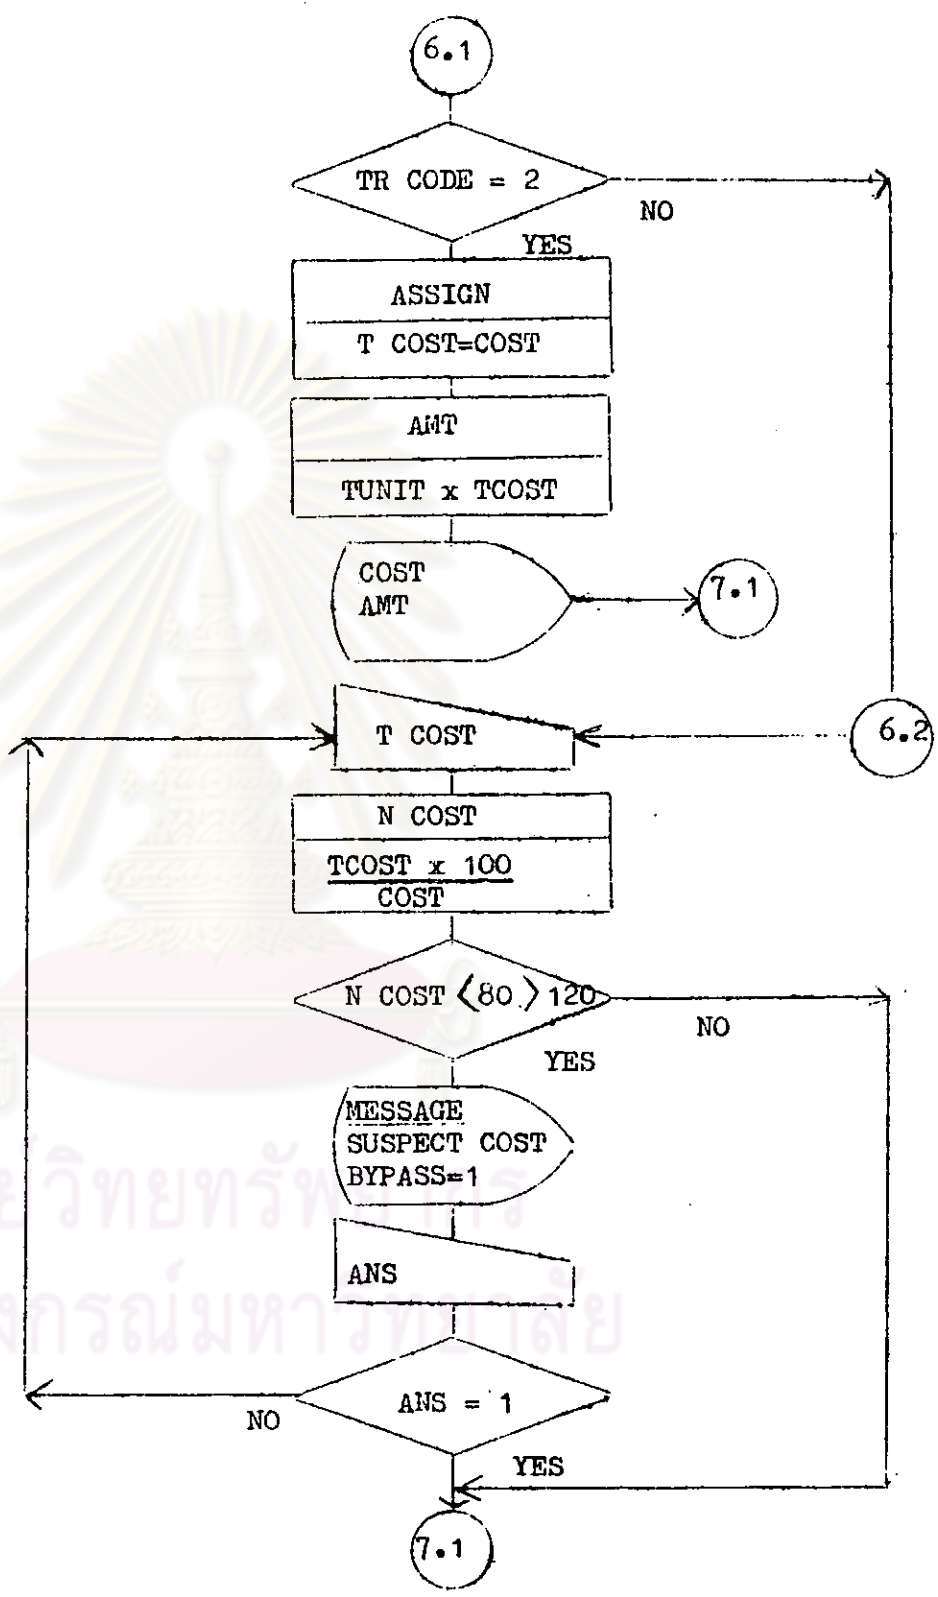 6.1
TR CODE = 2
NO
YES
ASSIGN
T COST=COST
AMT
TUNIT x TCOST
COST
AMT
7.1
T COST
6.2
N COST
TCOST x 100
COST
N COST <80 > 120
NO
YES
MESSAGE
SUSPECT COST
BYPASS=1
ANS
ANS = 1
NO
YES
7.1